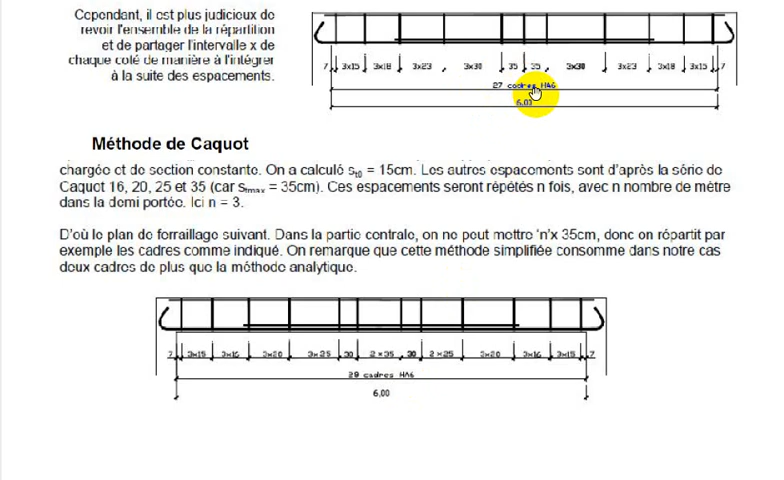 Cependant, il est plus judicieux de
revoir l'ensemble de la répartition
et de partager l'intervalle x de
chaque coté de manière à l'intégrer
à la suite des espacements.
7 3x15 3x18 3x23 3x30 35 35 3x30 3x23 3x18 3x15 7
27 cadres HA6
6.00
Méthode de Caquot
chargée et de section constante. On a calculé st0 = 15cm. Les autres espacements sont d'après la série de
Caquot 16, 20, 25 et 35 (car stmax = 35cm). Ces espacements seront répétés n fois, avec n nombre de mètre
dans la demi portée. Ici n = 3.
D'où le plan de ferraillage suivant. Dans la partie centrale, on ne peut mettre 'n'x 35cm, donc on répartit par
exemple les cadres comme indiqué. On remarque que cette méthode simplifiée consomme dans notre cas
deux cadres de plus que la méthode analytique.
7 3x15 3x16 3x20 3x25 30 2x35 30 2x25 3x20 3x16 3x15 7
29 cadres HA6
6,00